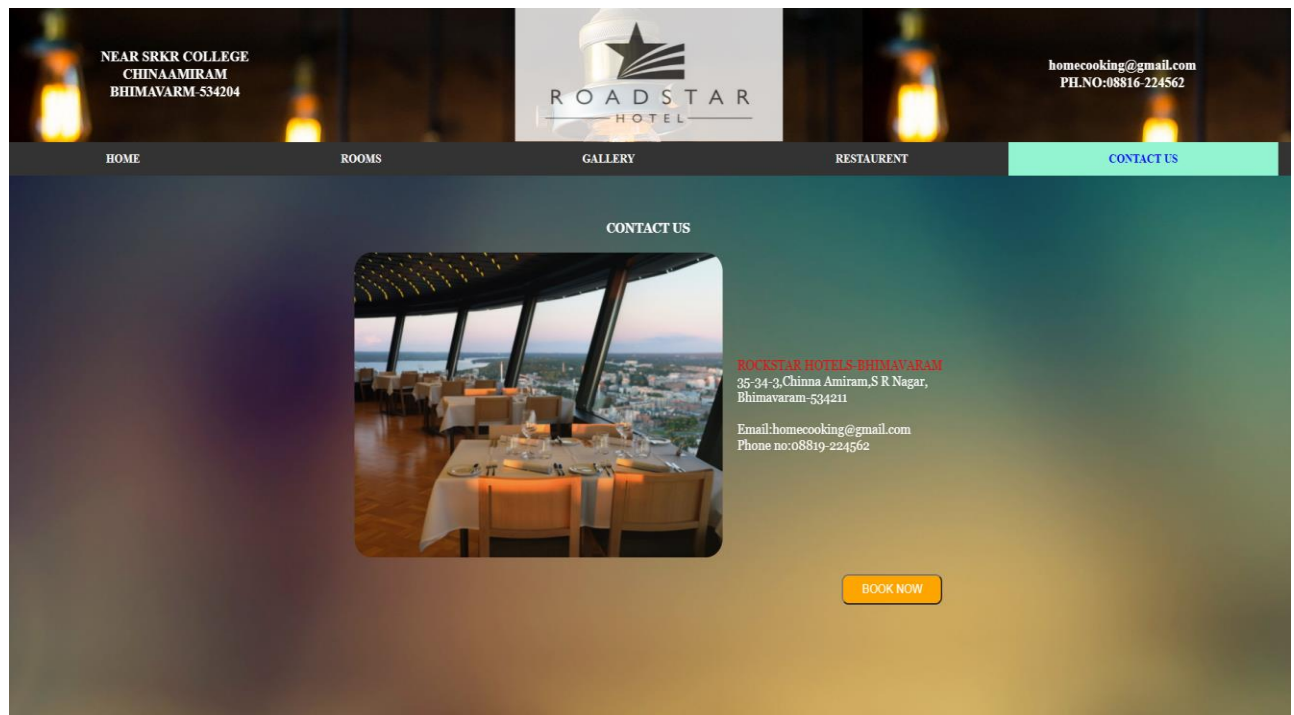 NEAR SRKR COLLEGE
CHINAAMIRAM
BHIMAVARM-534204
ROADSTAR
HOTEL
homecooking@gmail.com
PH.NO:08816-224562
HOME
ROOMS
GALLERY
RESTAURENT
CONTACT US
CONTACT US
ROCKSTAR HOTELS-BHIMAVARAM
35-34-3,Chinna Amiram,S R Nagar,
Bhimavaram-534211
Email:homecooking@gmail.com
Phone no:08819-224562
BOOK NOW